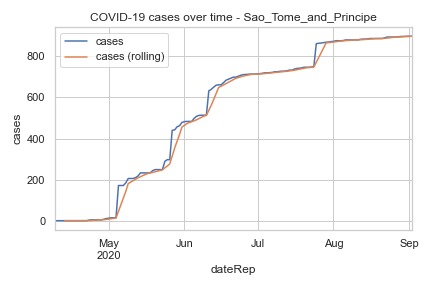 COVID-19 cases over time - Sao_Tome_and_Principe
cases
cases (rolling)
cases
800
600
400
200
0
May
2020
Jun
Jul
Aug
Sep
dateRep